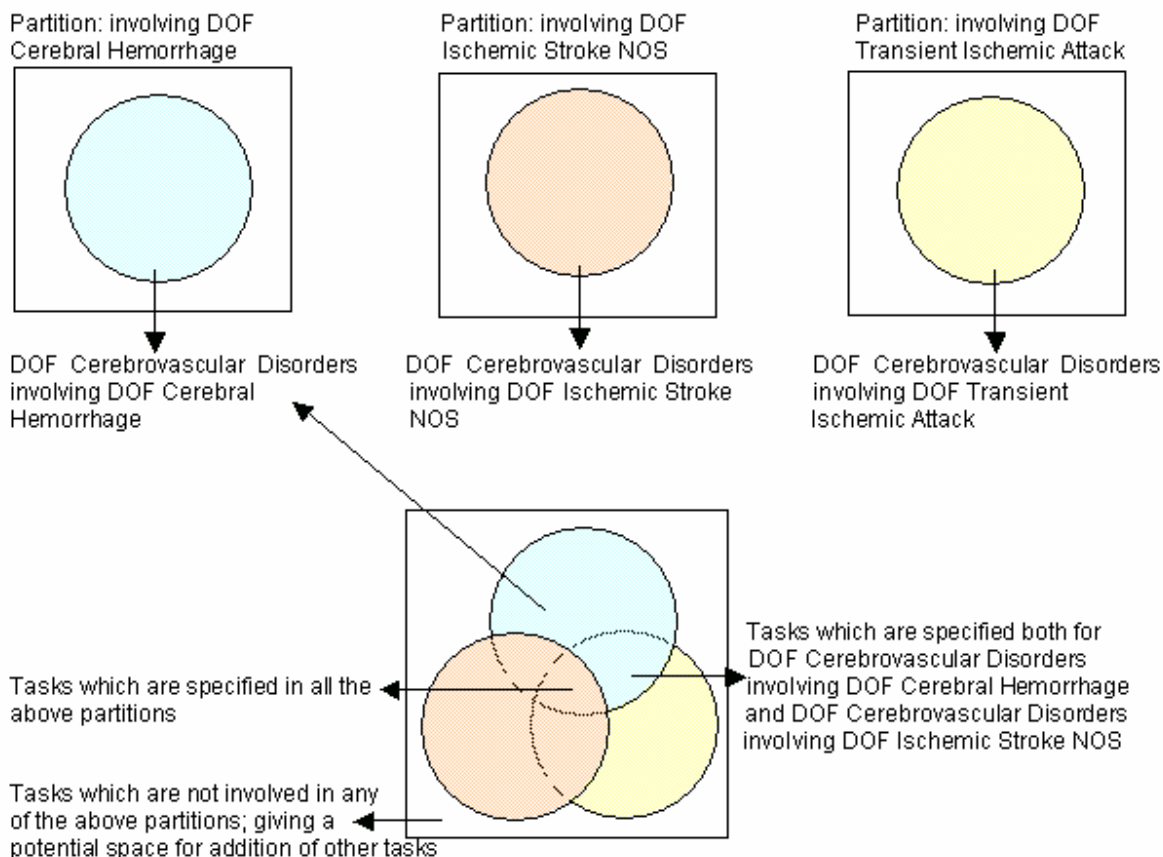 Partition: involving DOF
Cerebral Hemorrhage
Partition: involving DOF
Ischemic Stroke NOS
Partition: involving DOF
Transient Ischemic Attack
DOF Cerebrovascular Disorders
involving DOF Cerebral
Hemorrhage
DOF Cerebrovascular Disorders
involving DOF Ischemic Stroke
NOS
DOF Cerebrovascular Disorders
involving DOF Transient
Ischemic Attack
Tasks which are specified both for
DOF Cerebrovascular Disorders
involving DOF Cerebral Hemorrhage
and DOF Cerebrovascular Disorders
involving DOF Ischemic Stroke NOS
Tasks which are specified in all the
above partitions
Tasks which are not involved in any
of the above partitions; giving a
potential space for addition of other tasks